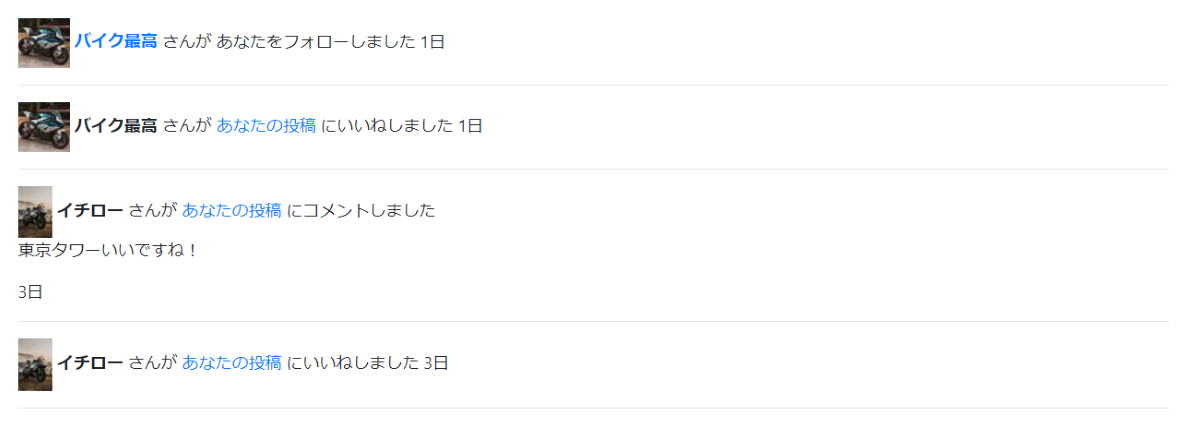 バイク最高 さんが あなたをフォローしました 1日
バイク最高 さんが あなたの投稿 にいいねしました 1日
イチロー さんが あなたの投稿 にコメントしました
東京タワーいいですね！
3日
イチロー さんが あなたの投稿 にいいねしました 3日